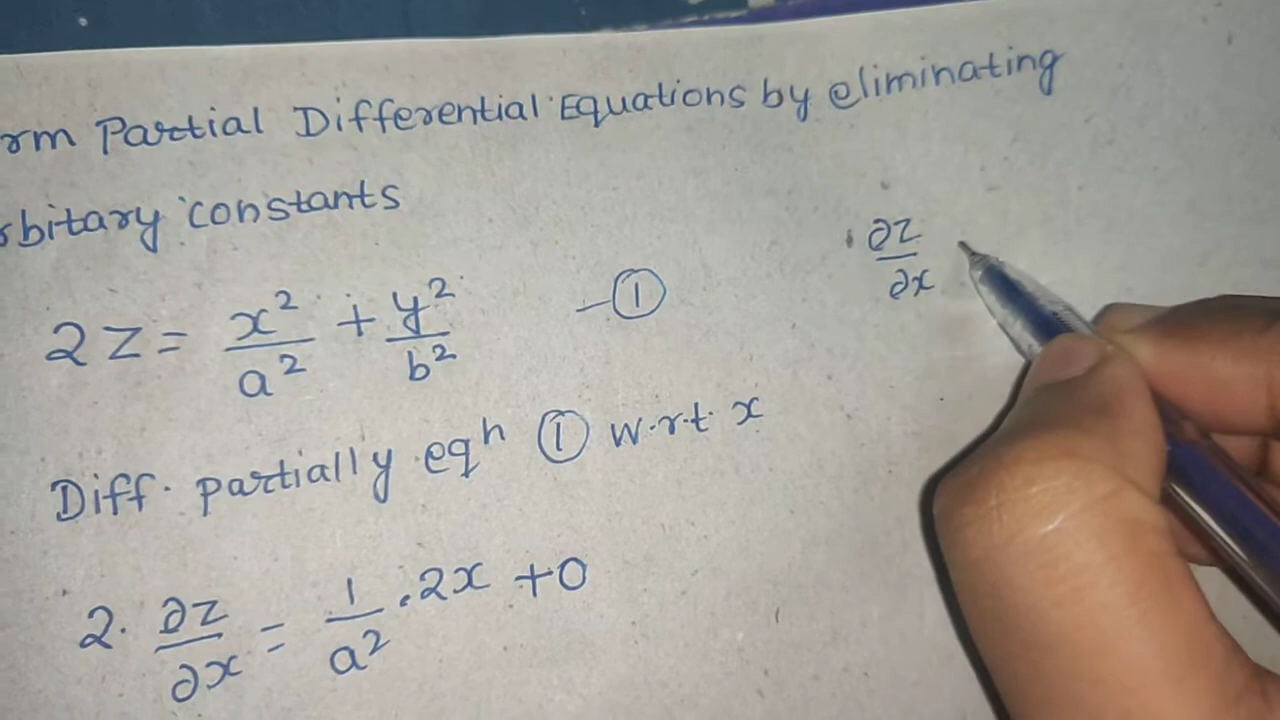 rm Partial Differential Equations by eliminating
rbitary constants
2Z = x²/a² + y²/b² —①
∂Z/∂x
Diff. partially eqⁿ ① w.r.t. x
2. ∂z/∂x = 1/a² . 2x + 0